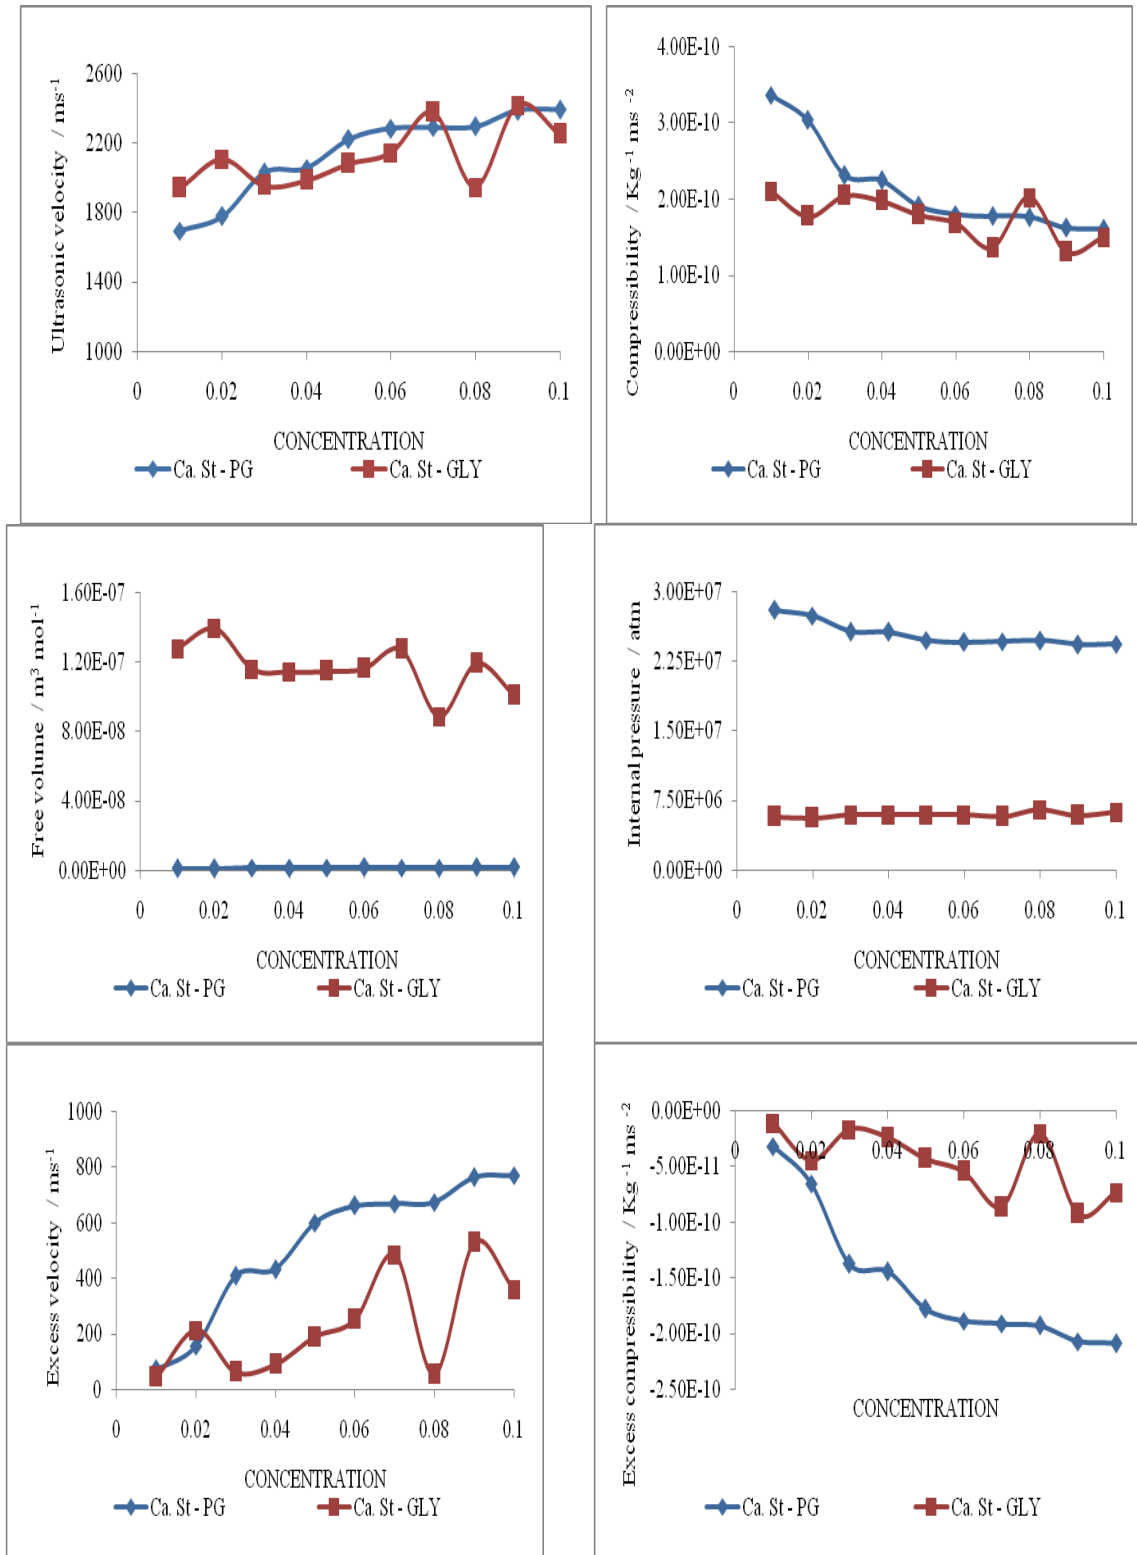 Ultrasonic velocity / ms⁻¹
2600
2200
1800
1400
1000
0 0.02 0.04 0.06 0.08 0.1
CONCENTRATION
Ca. St - PG Ca. St - GLY
Compressibility / Kg⁻¹ ms ⁻²
4.00E-10
3.00E-10
2.00E-10
1.00E-10
0.00E+00
0 0.02 0.04 0.06 0.08 0.1
CONCENTRATION
Ca. St - PG Ca. St - GLY
Free volume / m³ mol⁻¹
1.60E-07
1.20E-07
8.00E-08
4.00E-08
0.00E+00
0 0.02 0.04 0.06 0.08 0.1
CONCENTRATION
Ca. St - PG Ca. St - GLY
Internal pressure / atm
3.00E+07
2.25E+07
1.50E+07
7.50E+06
0.00E+00
0 0.02 0.04 0.06 0.08 0.1
CONCENTRATION
Ca. St - PG Ca. St - GLY
Excess velocity / ms⁻¹
1000
800
600
400
200
0
0 0.02 0.04 0.06 0.08 0.1
CONCENTRATION
Ca. St - PG Ca. St - GLY
Excess compressibility / Kg ⁻¹ ms ⁻²
0.00E+00
0 0.02 0.04 0.06 0.08 0.1
-5.00E-11
-1.00E-10
-1.50E-10
-2.00E-10
-2.50E-10
CONCENTRATION
Ca. St - PG Ca. St - GLY